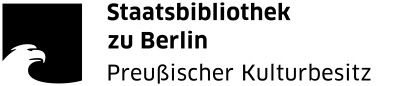 Staatsbibliothek
zu Berlin
Preußischer Kulturbesitz